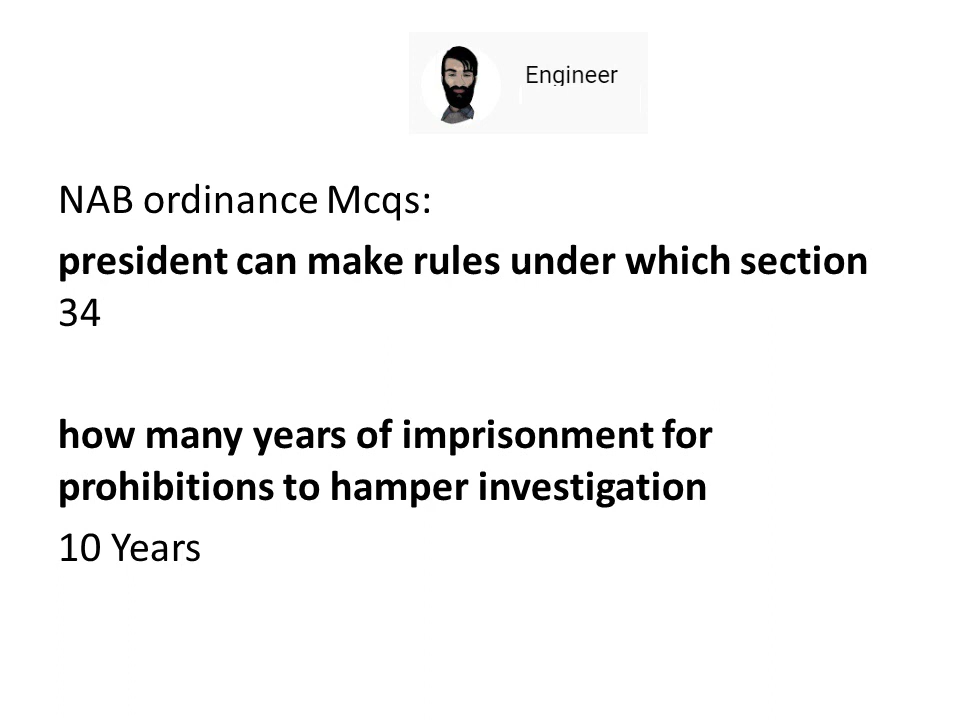 Engineer
NAB ordinance Mcqs:
president can make rules under which section
34
how many years of imprisonment for
prohibitions to hamper investigation
10 Years